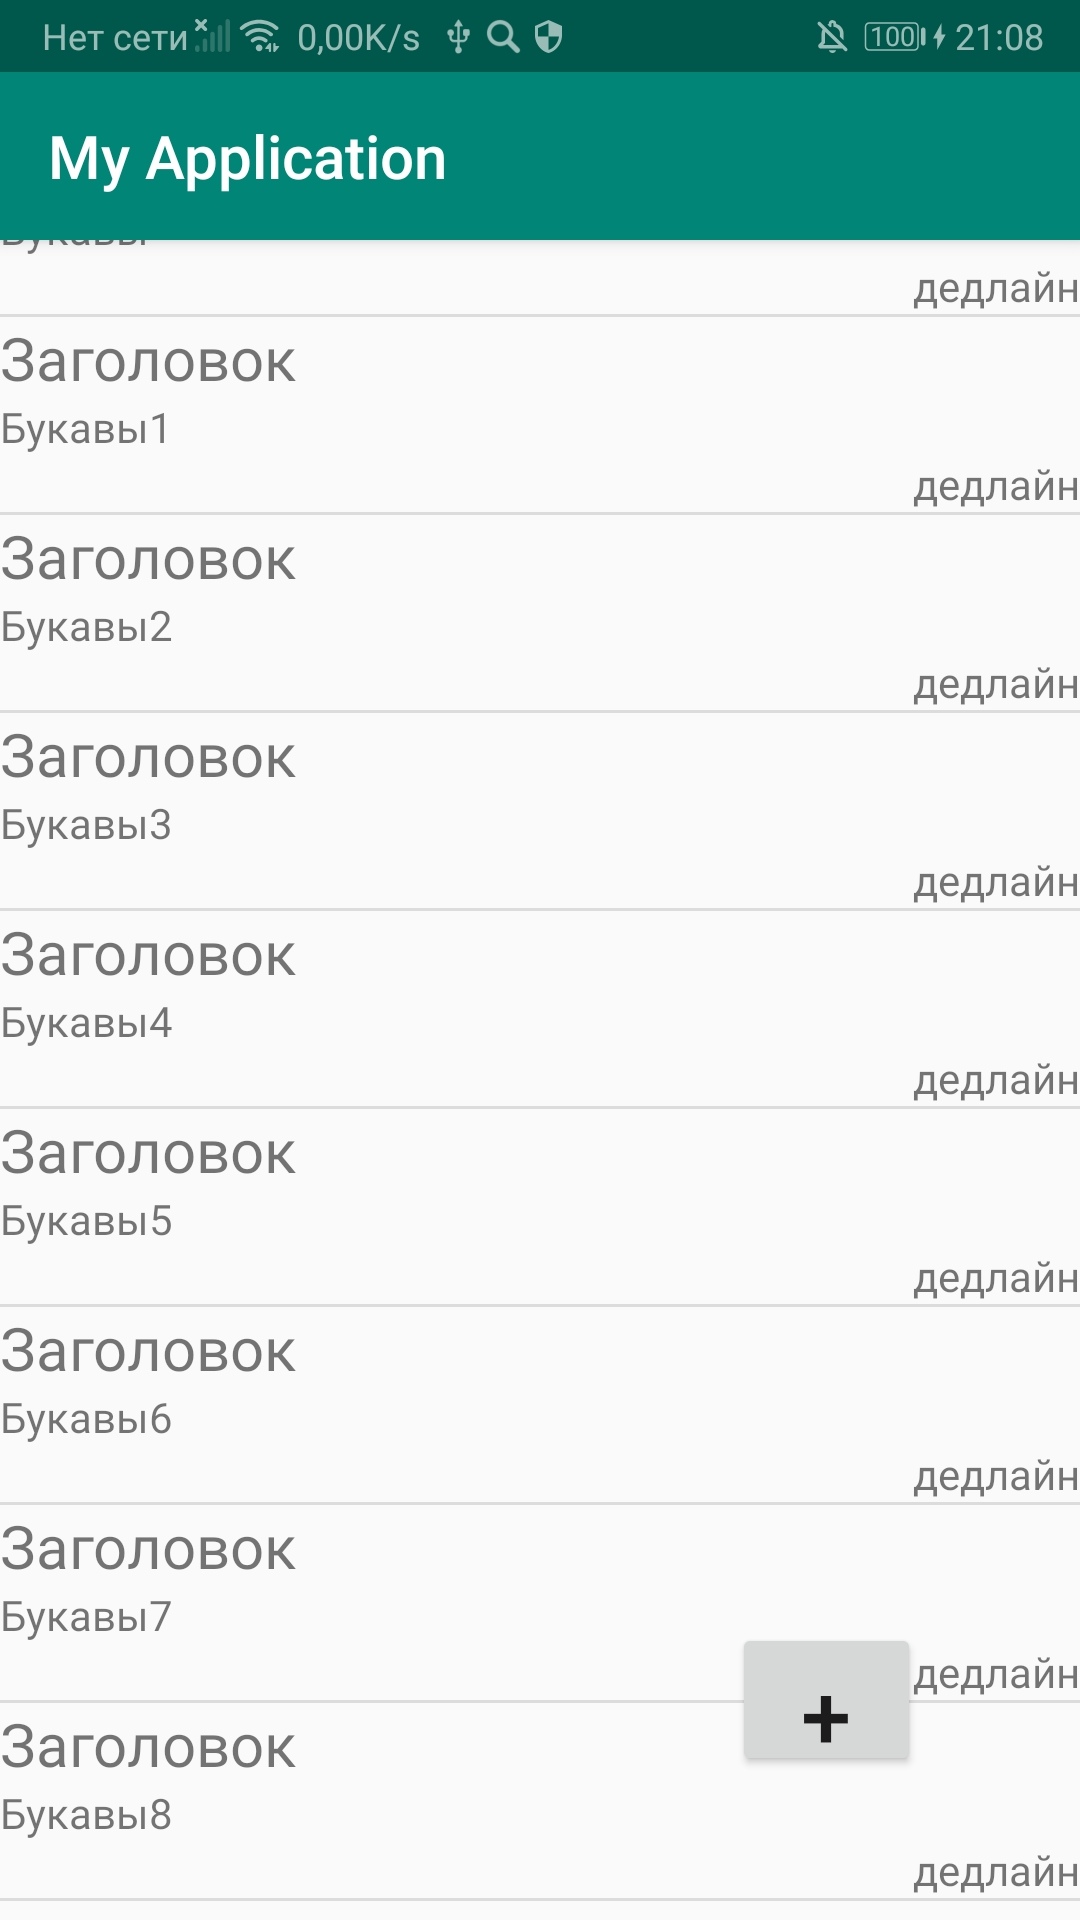 Нет сети 0,00K/s 100 21:08
My Application
дедлайн
Заголовок
Букавы1
дедлайн
Заголовок
Букавы2
дедлайн
Заголовок
Букавы3
дедлайн
Заголовок
Букавы4
дедлайн
Заголовок
Букавы5
дедлайн
Заголовок
Букавы6
дедлайн
Заголовок
Букавы7
дедлайн
+
Заголовок
Букавы8
дедлайн